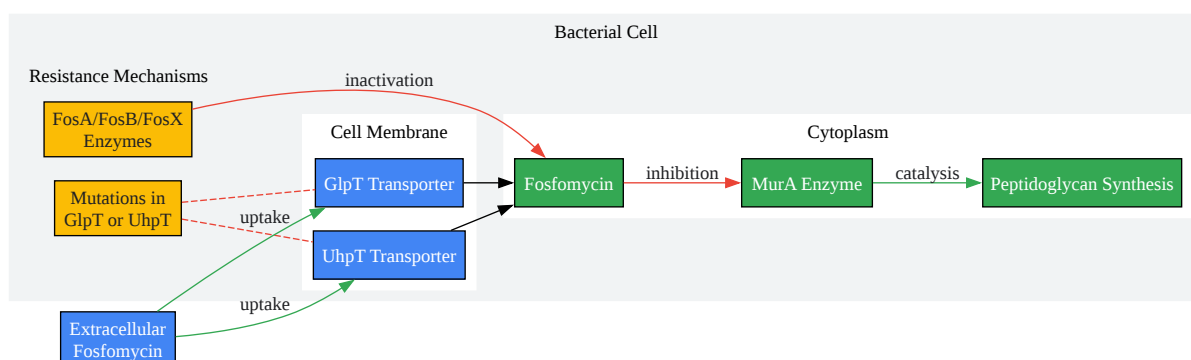 Bacterial Cell
Resistance Mechanisms
inactivation
FosA/FosB/FosX
Enzymes
Cell Membrane
Cytoplasm
GlpT Transporter
Fosfomycin
inhibition
MurA Enzyme
catalysis
Peptidoglycan Synthesis
Mutations in
GlpT or UhpT
uptake
UhpT Transporter
uptake
Extracellular
Fosfomycin